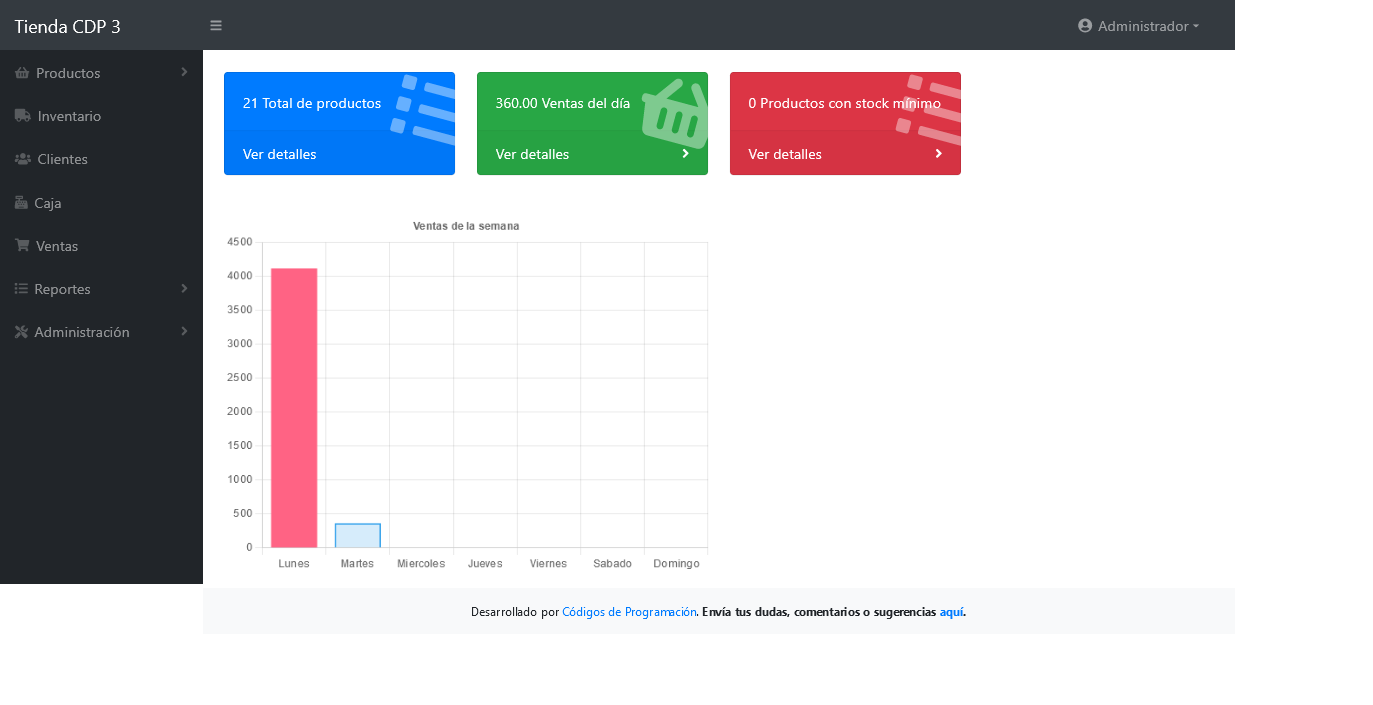 Tienda CDP 3
Administrador
Productos
Inventario
Clientes
Caja
Ventas
Reportes
Administración
21 Total de productos
Ver detalles
360.00 Ventas del día
Ver detalles
0 Productos con stock mínimo
Ver detalles
Ventas de la semana
4500
4000
3500
3000
2500
2000
1500
1000
500
0
Lunes Martes Miercoles Jueves Viernes Sabado Domingo
Desarrollado por Códigos de Programación. Envía tus dudas, comentarios o sugerencias aquí.